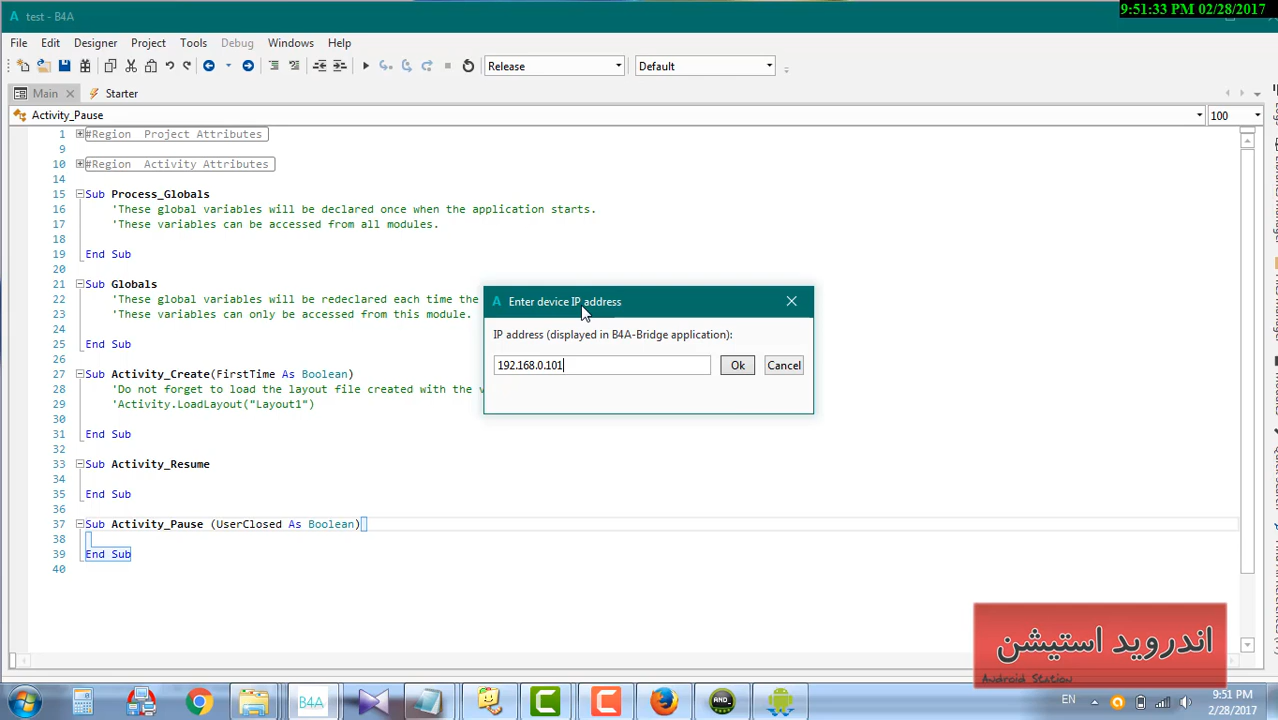 9:51:33 PM 02/28/2017
test - B4A
File Edit Designer Project Tools Debug Windows Help
Release Default
Main Starter
Activity_Pause 100
1 #Region Project Attributes
9
10 #Region Activity Attributes
14
15 Sub Process_Globals
16 'These global variables will be declared once when the application starts.
17 'These variables can be accessed from all modules.
18
19 End Sub
20
21 Sub Globals
22 'These global variables will be redeclared each time the
23 'These variables can only be accessed from this module.
24
25 End Sub
26
27 Sub Activity_Create(FirstTime As Boolean)
28 'Do not forget to load the layout file created with the v
29 'Activity.LoadLayout("Layout1")
30
31 End Sub
32
33 Sub Activity_Resume
34
35 End Sub
36
37 Sub Activity_Pause (UserClosed As Boolean)
38
39 End Sub
40
Enter device IP address
IP address (displayed in B4A-Bridge application):
192.168.0.101 Ok Cancel
اندروید استیشن
Android Station
B4A
AND_
EN
9:51 PM
2/28/2017